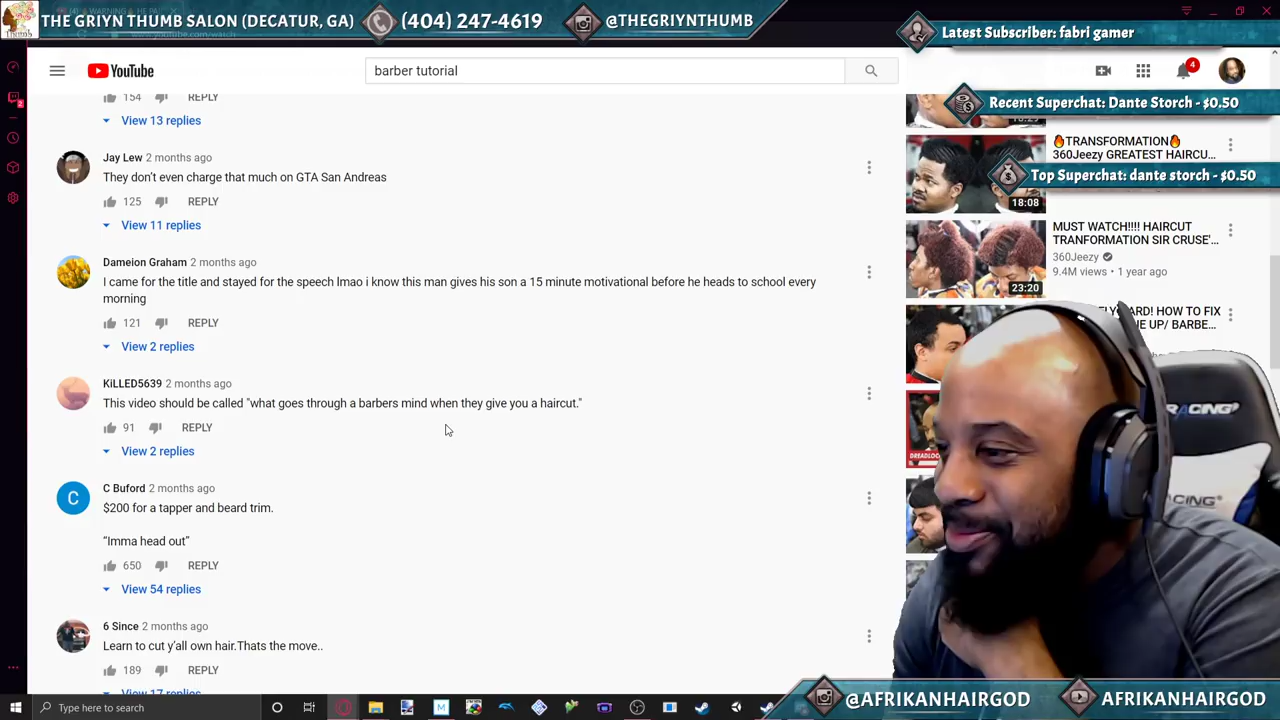 THE GRIYN THUMB SALON (DECATUR, GA)
(404) 247-4619
@THEGRIYNTHUMB
Latest Subscriber: fabri gamer
YouTube
barber tutorial
4
Recent Superchat: Dante Storch - $0.50
154 REPLY
View 13 replies
🔥TRANSFORMATION🔥
360Jeezy GREATEST HAIRCU...
Top Superchat: dante storch - $0.50
18:08
Jay Lew 2 months ago
They don't even charge that much on GTA San Andreas
125 REPLY
View 11 replies
MUST WATCH!!!! HAIRCUT
TRANFORMATION SIR CRUSE'...
360Jeezy
9.4M views • 1 year ago
23:20
Dameion Graham 2 months ago
I came for the title and stayed for the speech lmao i know this man gives his son a 15 minute motivational before he heads to school every
morning
121 REPLY
View 2 replies
HOW TO FIX
KiLLED5639 2 months ago
This video should be called "what goes through a barbers mind when they give you a haircut."
91 REPLY
View 2 replies
RACING
C Buford 2 months ago
C
$200 for a tapper and beard trim.
“Imma head out”
650 REPLY
View 54 replies
6 Since 2 months ago
Learn to cut y'all own hair.Thats the move..
189 REPLY
View 17 replies
Type here to search
@AFRIKANHAIRGOD
AFRIKANHAIRGOD